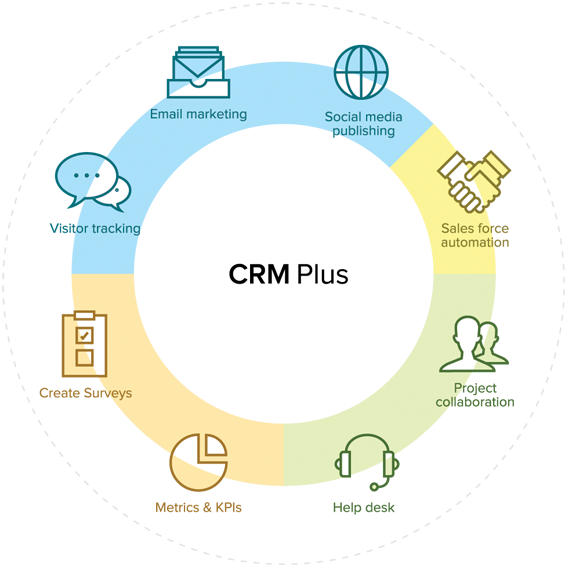 Email marketing
Social media
publishing
Visitor tracking
Sales force
automation
CRM Plus
Create Surveys
Project
collaboration
Metrics & KPIs
Help desk